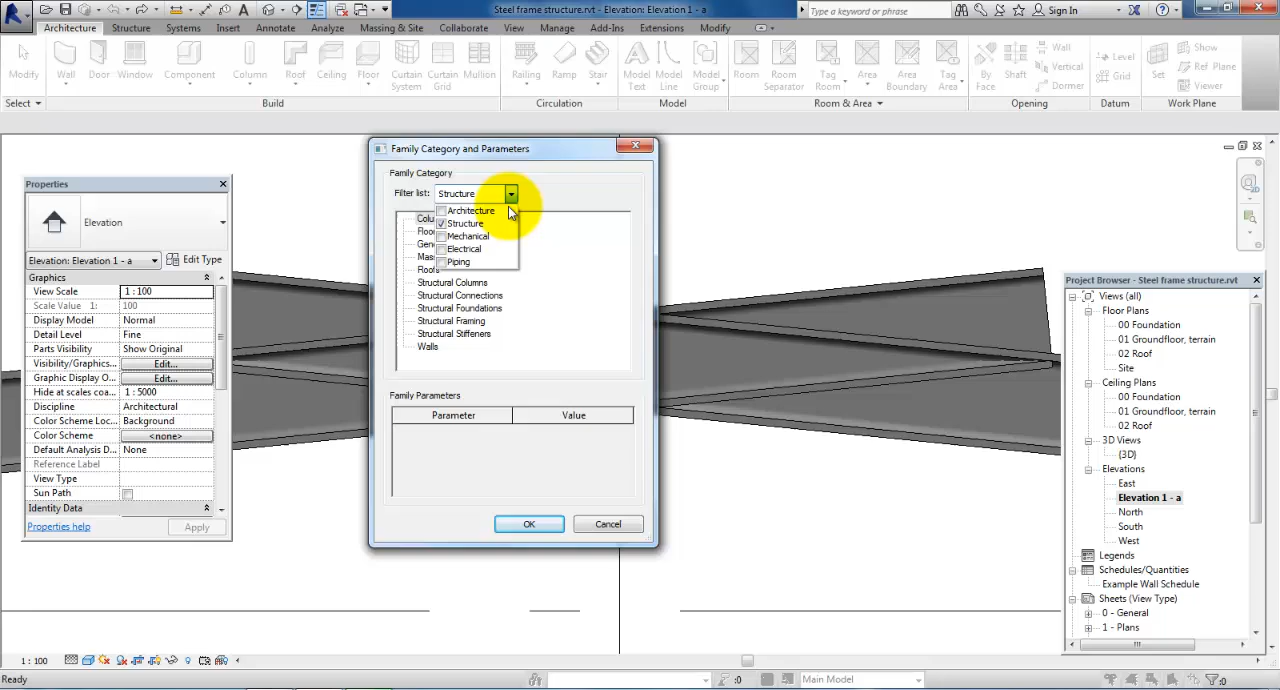 Steel frame structure.rvt - Elevation: Elevation 1 - a
Type a keyword or phrase
Sign In
Architecture Structure Systems Insert Annotate Analyze Massing & Site Collaborate View Manage Add-Ins Extensions Modify
Modify
Wall
Door
Window
Component
Column
Roof
Ceiling
Floor
Curtain System
Curtain Grid
Mullion
Railing
Ramp
Stair
Model Text
Model Line
Model Group
Room
Room Separator
Tag Room
Area
Area Boundary
Tag Area
By Face
Shaft
Wall
Vertical
Dormer
Level
Grid
Set
Show
Ref Plane
Viewer
Select
Build
Circulation
Model
Room & Area
Opening
Datum
Work Plane
Properties
Elevation
Elevation: Elevation 1 - a
Edit Type
Graphics
View Scale 1 : 100
Scale Value 1: 100
Display Model Normal
Detail Level Fine
Parts Visibility Show Original
Visibility/Graphics... Edit...
Graphic Display O... Edit...
Hide at scales coa... 1 : 5000
Discipline Architectural
Color Scheme Loc... Background
Color Scheme <none>
Default Analysis D... None
Reference Label
View Type
Sun Path
Identity Data
Properties help
Apply
Family Category and Parameters
Family Category
Filter list:
Structure
Architecture
Structure
Mechanical
Electrical
Piping
Colu
Floo
Gen
Mas
Roofs
Structural Columns
Structural Connections
Structural Foundations
Structural Framing
Structural Stiffeners
Walls
Family Parameters
Parameter Value
OK
Cancel
Project Browser - Steel frame structure.rvt
Views (all)
Floor Plans
00 Foundation
01 Groundfloor, terrain
02 Roof
Site
Ceiling Plans
00 Foundation
01 Groundfloor, terrain
02 Roof
3D Views
{3D}
Elevations
East
Elevation 1 - a
North
South
West
Legends
Schedules/Quantities
Example Wall Schedule
Sheets (View Type)
0 - General
1 - Plans
1 : 100
Ready
:0
Main Model
:0